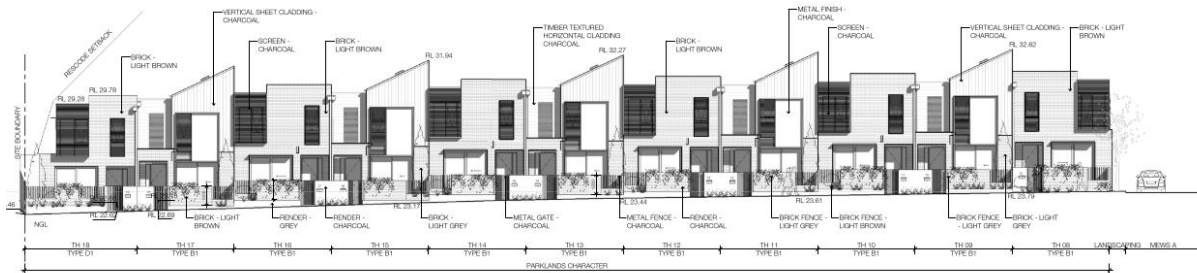 VERTICAL SHEET CLADDING -
CHARCOAL
SCREEN -
CHARCOAL
BRICK -
LIGHT BROWN
TIMBER TEXTURED
HORIZONTAL CLADDING
CHARCOAL
BRICK -
LIGHT BROWN
METAL FINISH -
CHARCOAL
SCREEN -
CHARCOAL
VERTICAL SHEET CLADDING -
CHARCOAL
BRICK - LIGHT
BROWN
RESCODE SETBACK
BRICK -
LIGHT BROWN
RL 31.94
RL 32.27
RL 32.62
RL 29.28
RL 29.78
SITE BOUNDARY
.46
NGL
RL 22.69
RL 23.17
RL 23.44
RL 23.61
RL 23.79
BRICK - LIGHT
BROWN
RENDER -
GREY
RENDER -
CHARCOAL
BRICK -
LIGHT GREY
METAL GATE -
CHARCOAL
METAL FENCE -
CHARCOAL
RENDER -
CHARCOAL
BRICK FENCE -
LIGHT GREY
BRICK FENCE -
LIGHT BROWN
BRICK FENCE
- LIGHT GREY
BRICK - LIGHT
GREY
TH 18
TYPE D1
TH 17
TYPE B1
TH 16
TYPE B1
TH 15
TYPE B1
TH 14
TYPE B1
TH 13
TYPE B1
TH 12
TYPE B1
TH 11
TYPE B1
TH 10
TYPE B1
TH 09
TYPE B1
TH 08
TYPE B1
LANDSCAPING
MEWS A
PARKLANDS CHARACTER